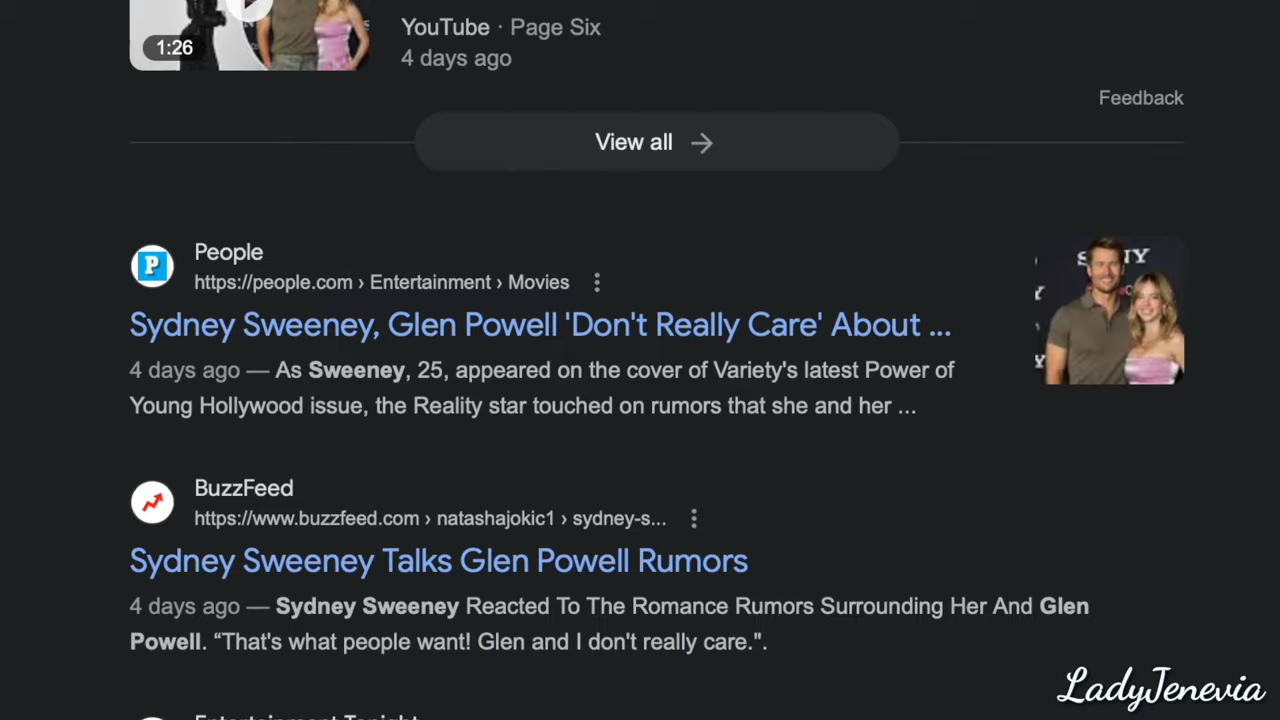 1:26
YouTube · Page Six
4 days ago
Feedback
View all →
People
https://people.com › Entertainment › Movies
Sydney Sweeney, Glen Powell 'Don't Really Care' About ...
4 days ago — As Sweeney, 25, appeared on the cover of Variety's latest Power of
Young Hollywood issue, the Reality star touched on rumors that she and her ...
BuzzFeed
https://www.buzzfeed.com › natashajokic1 › sydney-s...
Sydney Sweeney Talks Glen Powell Rumors
4 days ago — Sydney Sweeney Reacted To The Romance Rumors Surrounding Her And Glen
Powell. “That's what people want! Glen and I don't really care.".
Entertainment Tonight
LadyJenevia